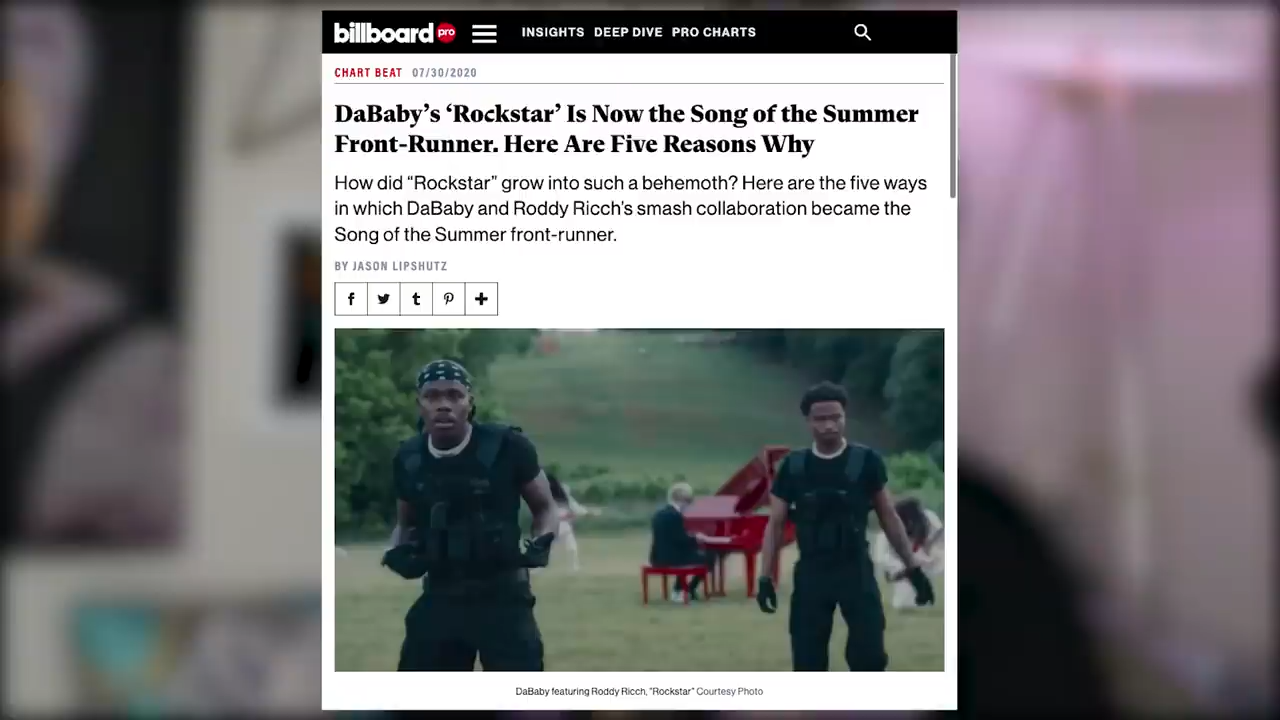 billboard pro INSIGHTS DEEP DIVE PRO CHARTS
CHART BEAT 07/30/2020
DaBaby’s ‘Rockstar’ Is Now the Song of the Summer
Front-Runner. Here Are Five Reasons Why
How did “Rockstar” grow into such a behemoth? Here are the five ways
in which DaBaby and Roddy Ricch’s smash collaboration became the
Song of the Summer front-runner.
BY JASON LIPSHUTZ
DaBaby featuring Roddy Ricch, "Rockstar" Courtesy Photo